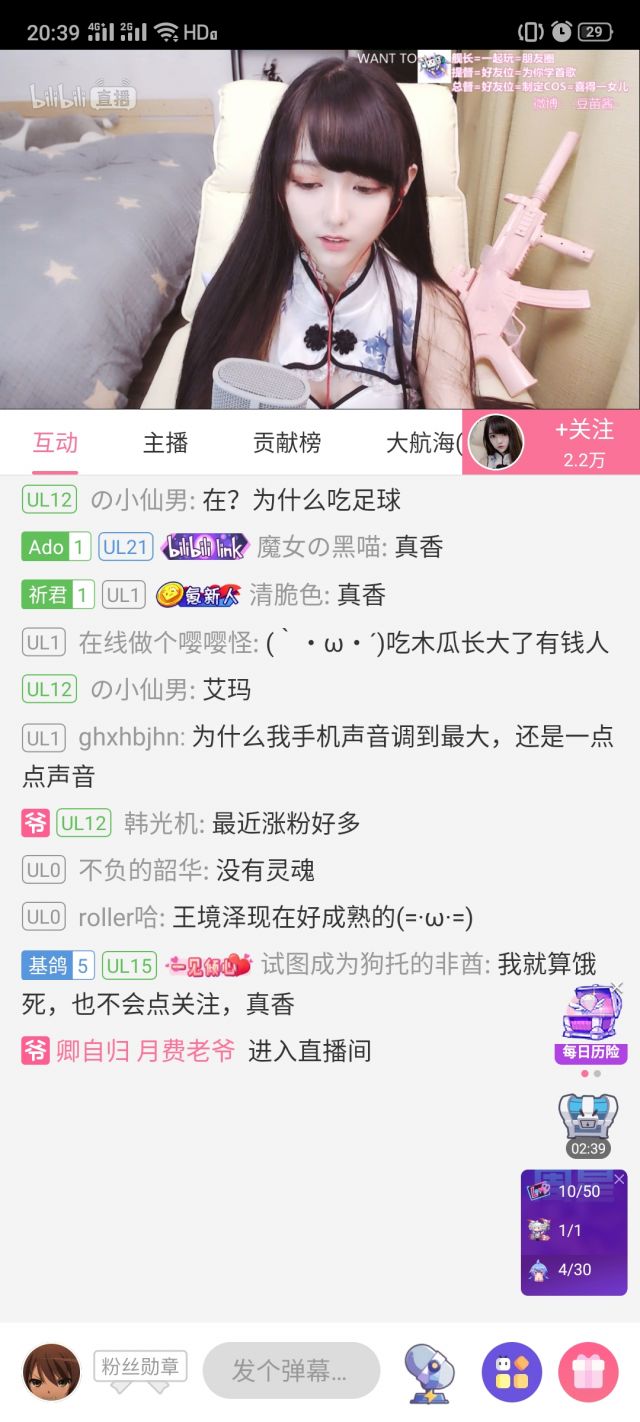 20:39 4G 2G HD 29
bilibili 直播
WANT TO
舰长=一起玩=朋友圈
提督=好友位=为你学首歌
总督=好友位=制定COS=喜得一女儿
微博：豆苗酱
互动 主播 贡献榜 大航海( +关注
2.2万
UL12 の小仙男: 在？为什么吃足球
Ado 1 UL21 bilibili link 魔女の黑喵: 真香
祈君 1 UL1 氪新人 清脆色: 真香
UL1 在线做个嘤嘤怪: (｀・ω・´)吃木瓜长大了有钱人
UL12 の小仙男: 艾玛
UL1 ghxhbjhn: 为什么我手机声音调到最大，还是一点
点声音
爷 UL12 韩光机: 最近涨粉好多
UL0 不负的韶华: 没有灵魂
UL0 roller哈: 王境泽现在好成熟的(=·ω·=)
基鸽 5 UL15 一见倾心 试图成为狗托的非酋: 我就算饿
死，也不会点关注，真香
爷 卿自归 月费老爷 进入直播间
每日历险
02:39
10/50
1/1
4/30
粉丝勋章 发个弹幕...